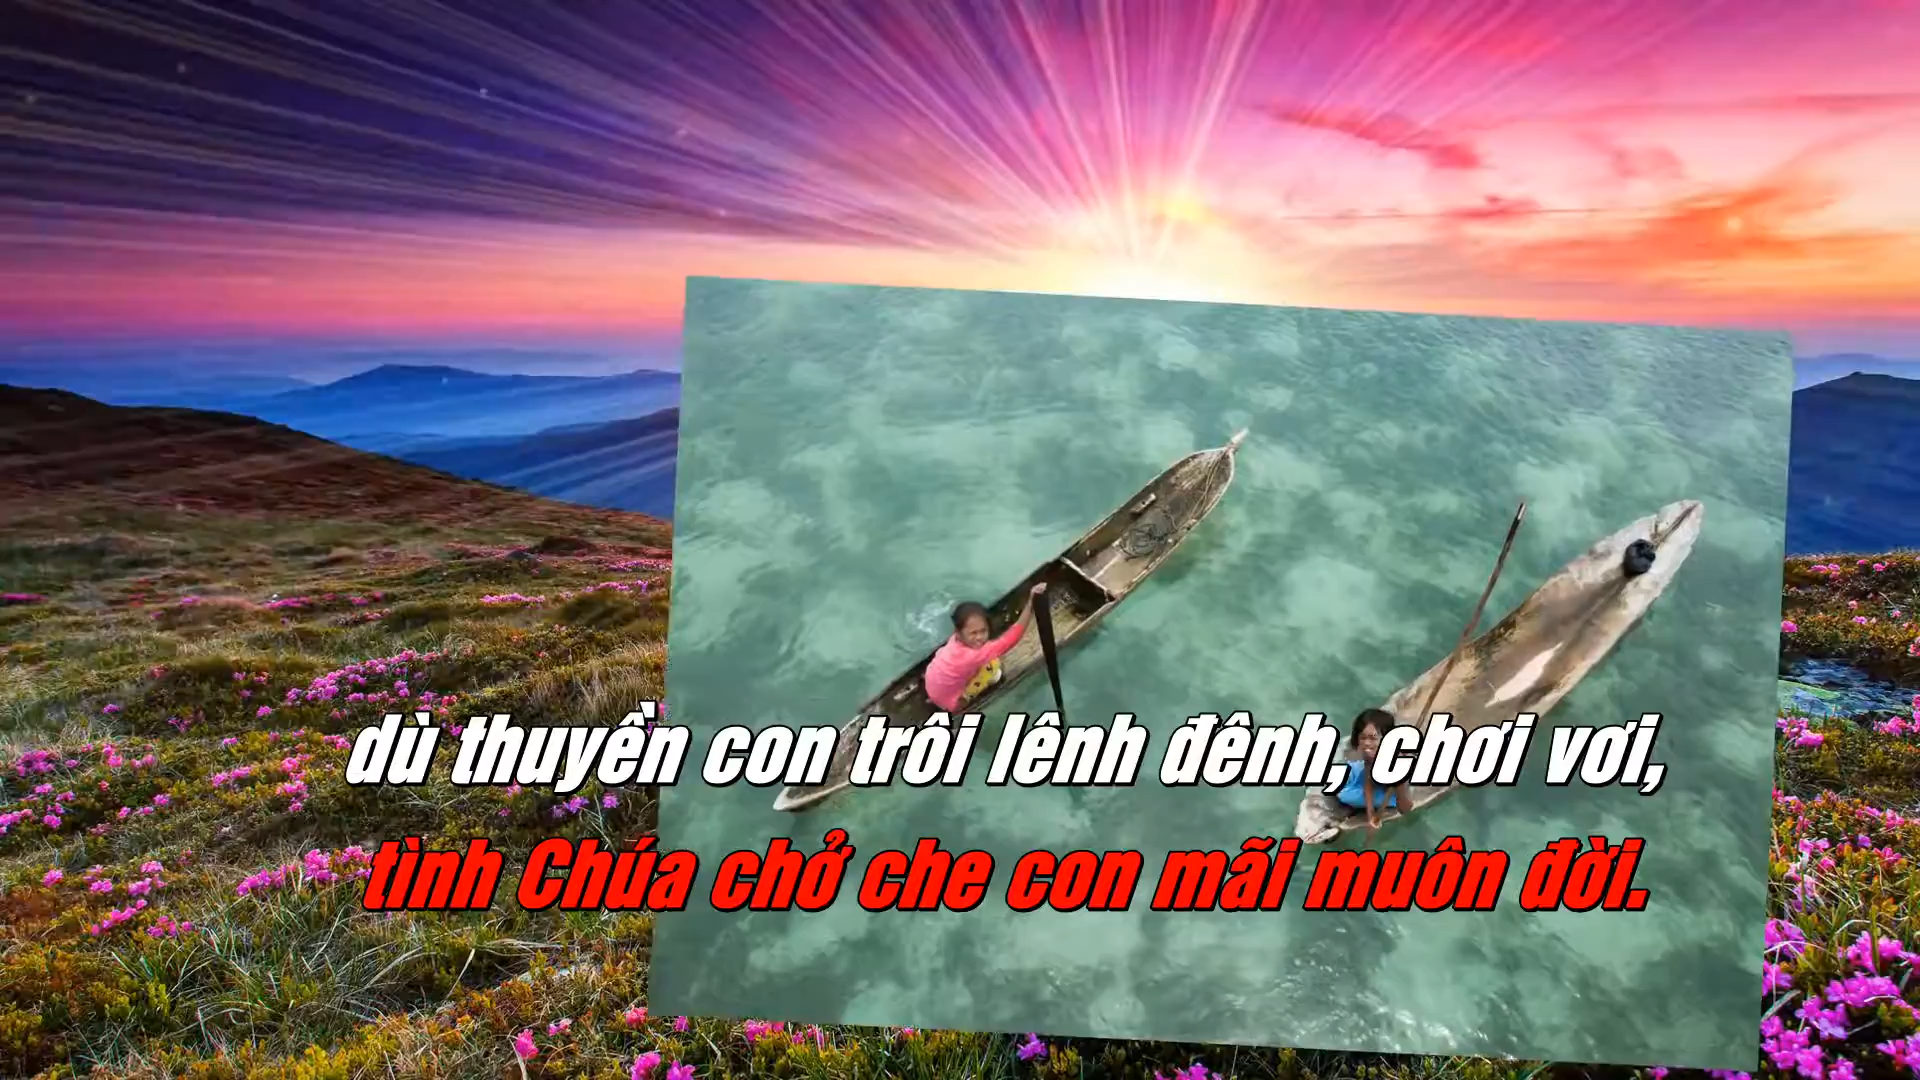 dù thuyền con trôi lênh đênh, chơi vơi,
tình Chúa chở che con mãi muôn đời.